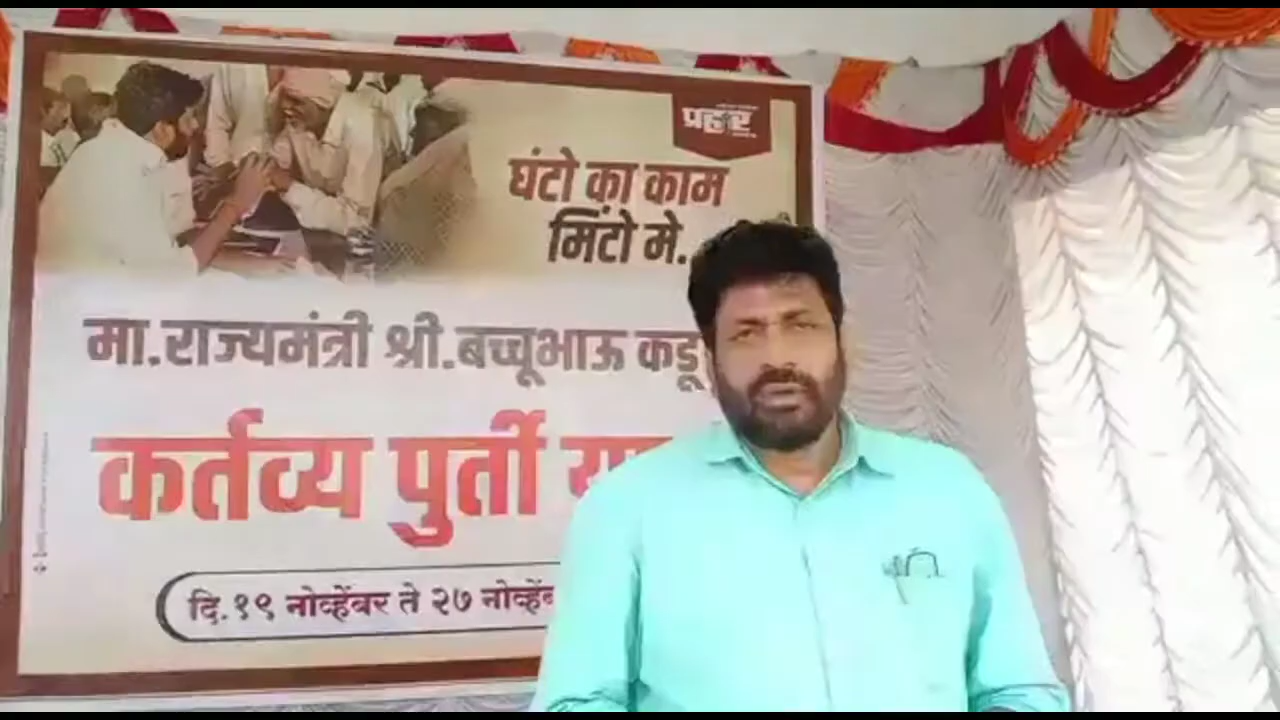 प्रहार
घंटो का काम
मिंटो मे.
मा.राज्यमंत्री श्री.बच्चूभाऊ कडू
कर्तव्य पुर्ती
दि.१९ नोव्हेंबर ते २७